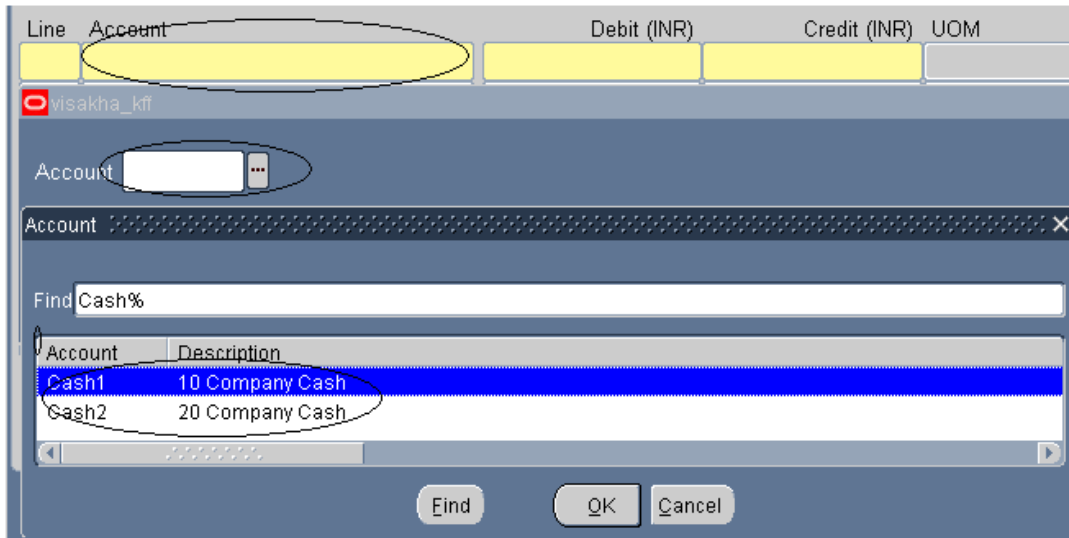 Line Account Debit (INR) Credit (INR) UOM
visakha_kff
Account ...
Account
Find Cash%
Account Description
Cash1 10 Company Cash
Cash2 20 Company Cash
Find OK Cancel